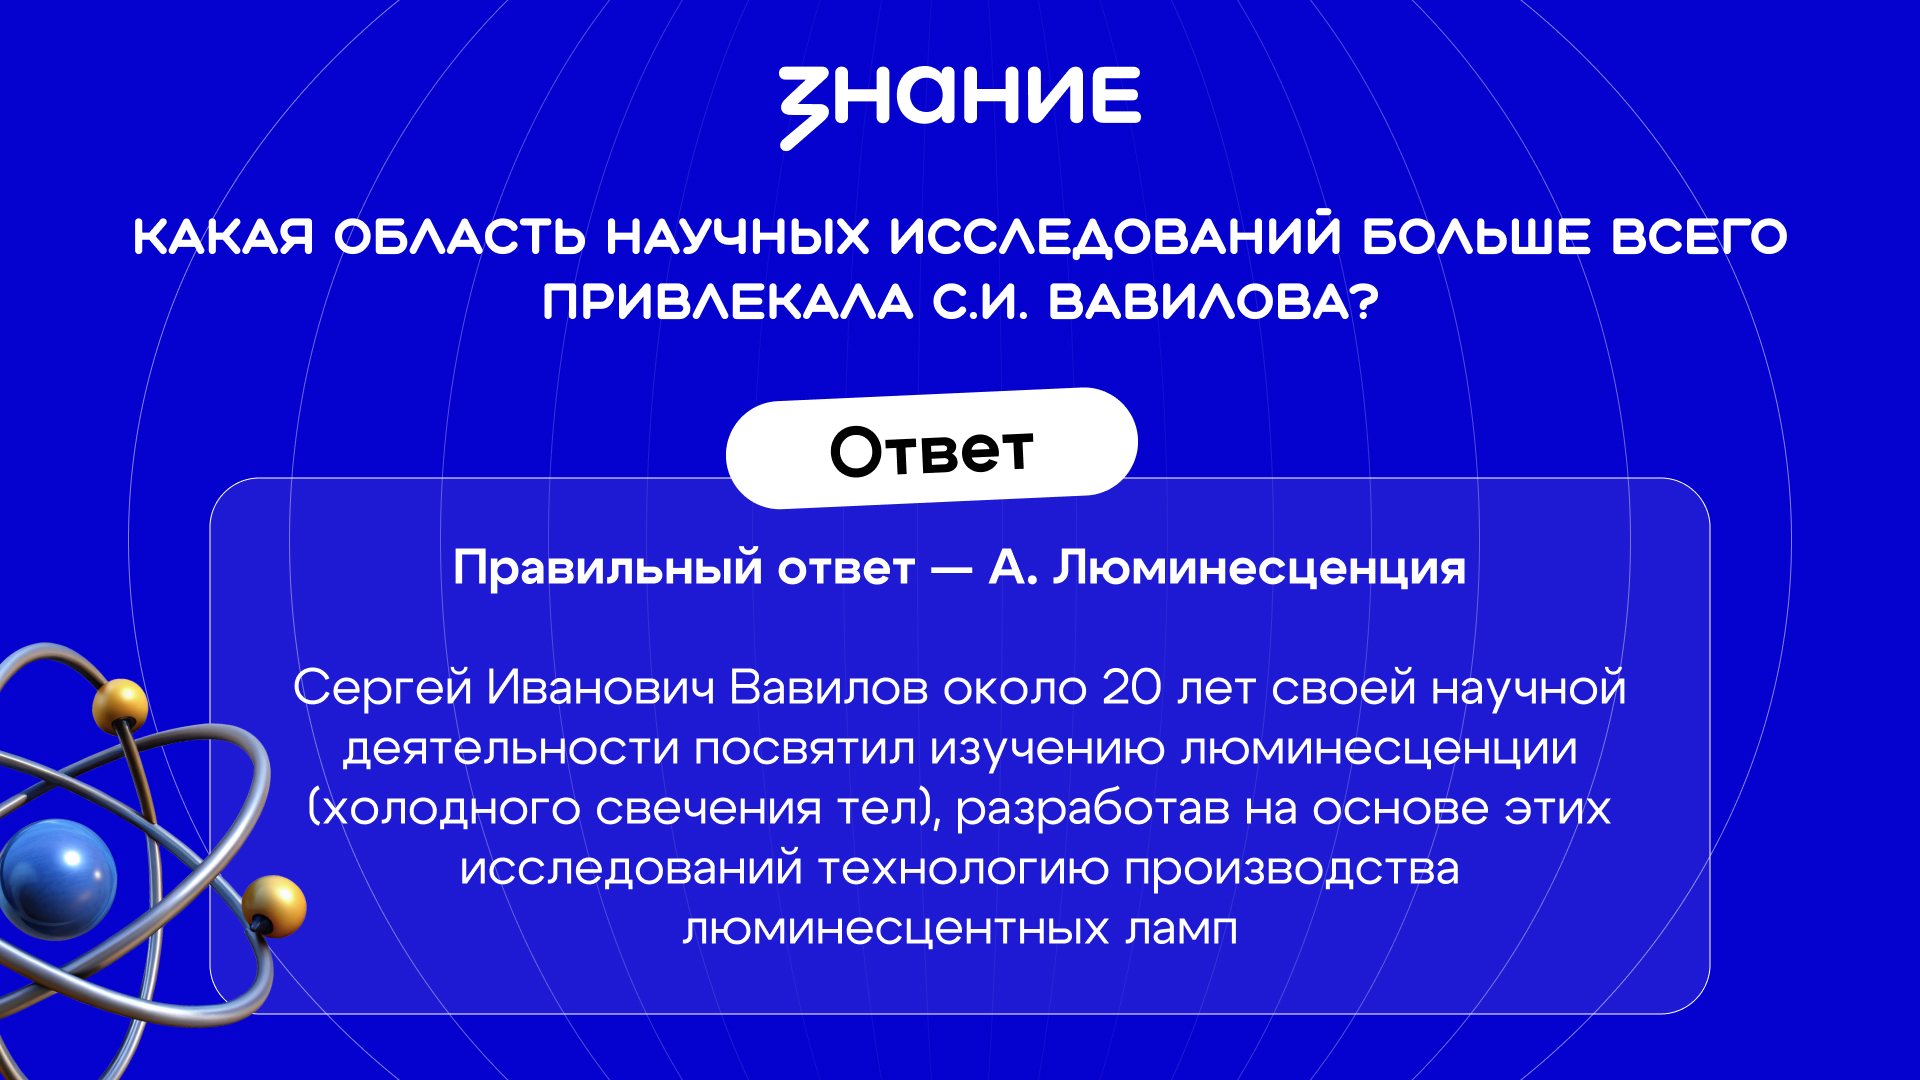 ЗНАНИЕ
КАКАЯ ОБЛАСТЬ НАУЧНЫХ ИССЛЕДОВАНИЙ БОЛЬШЕ ВСЕГО
ПРИВЛЕКАЛА С.И. ВАВИЛОВА?
Ответ
Правильный ответ — А. Люминесценция
Сергей Иванович Вавилов около 20 лет своей научной
деятельности посвятил изучению люминесценции
(холодного свечения тел), разработав на основе этих
исследований технологию производства
люминесцентных ламп